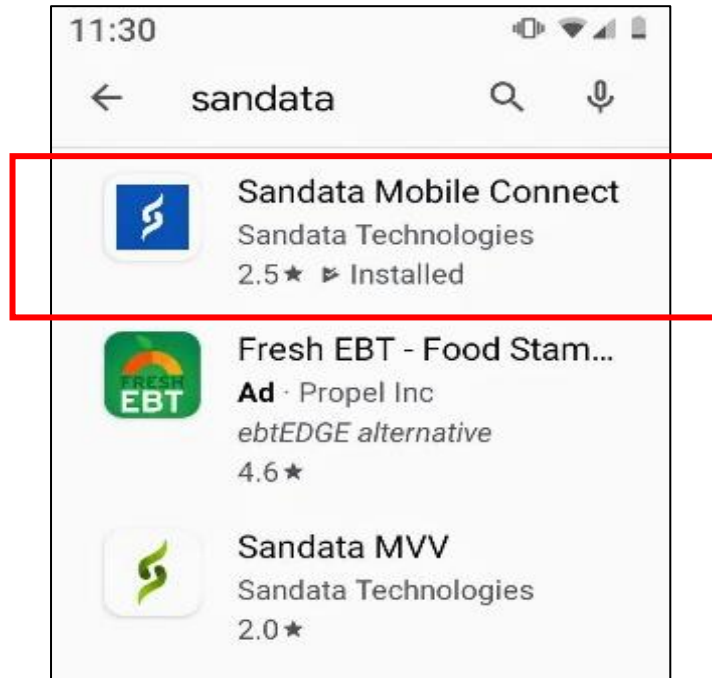 11:30
sandata
Sandata Mobile Connect
Sandata Technologies
2.5★ Installed
FRESH
EBT
Fresh EBT - Food Stam...
Ad · Propel Inc
ebtEDGE alternative
4.6★
Sandata MVV
Sandata Technologies
2.0★